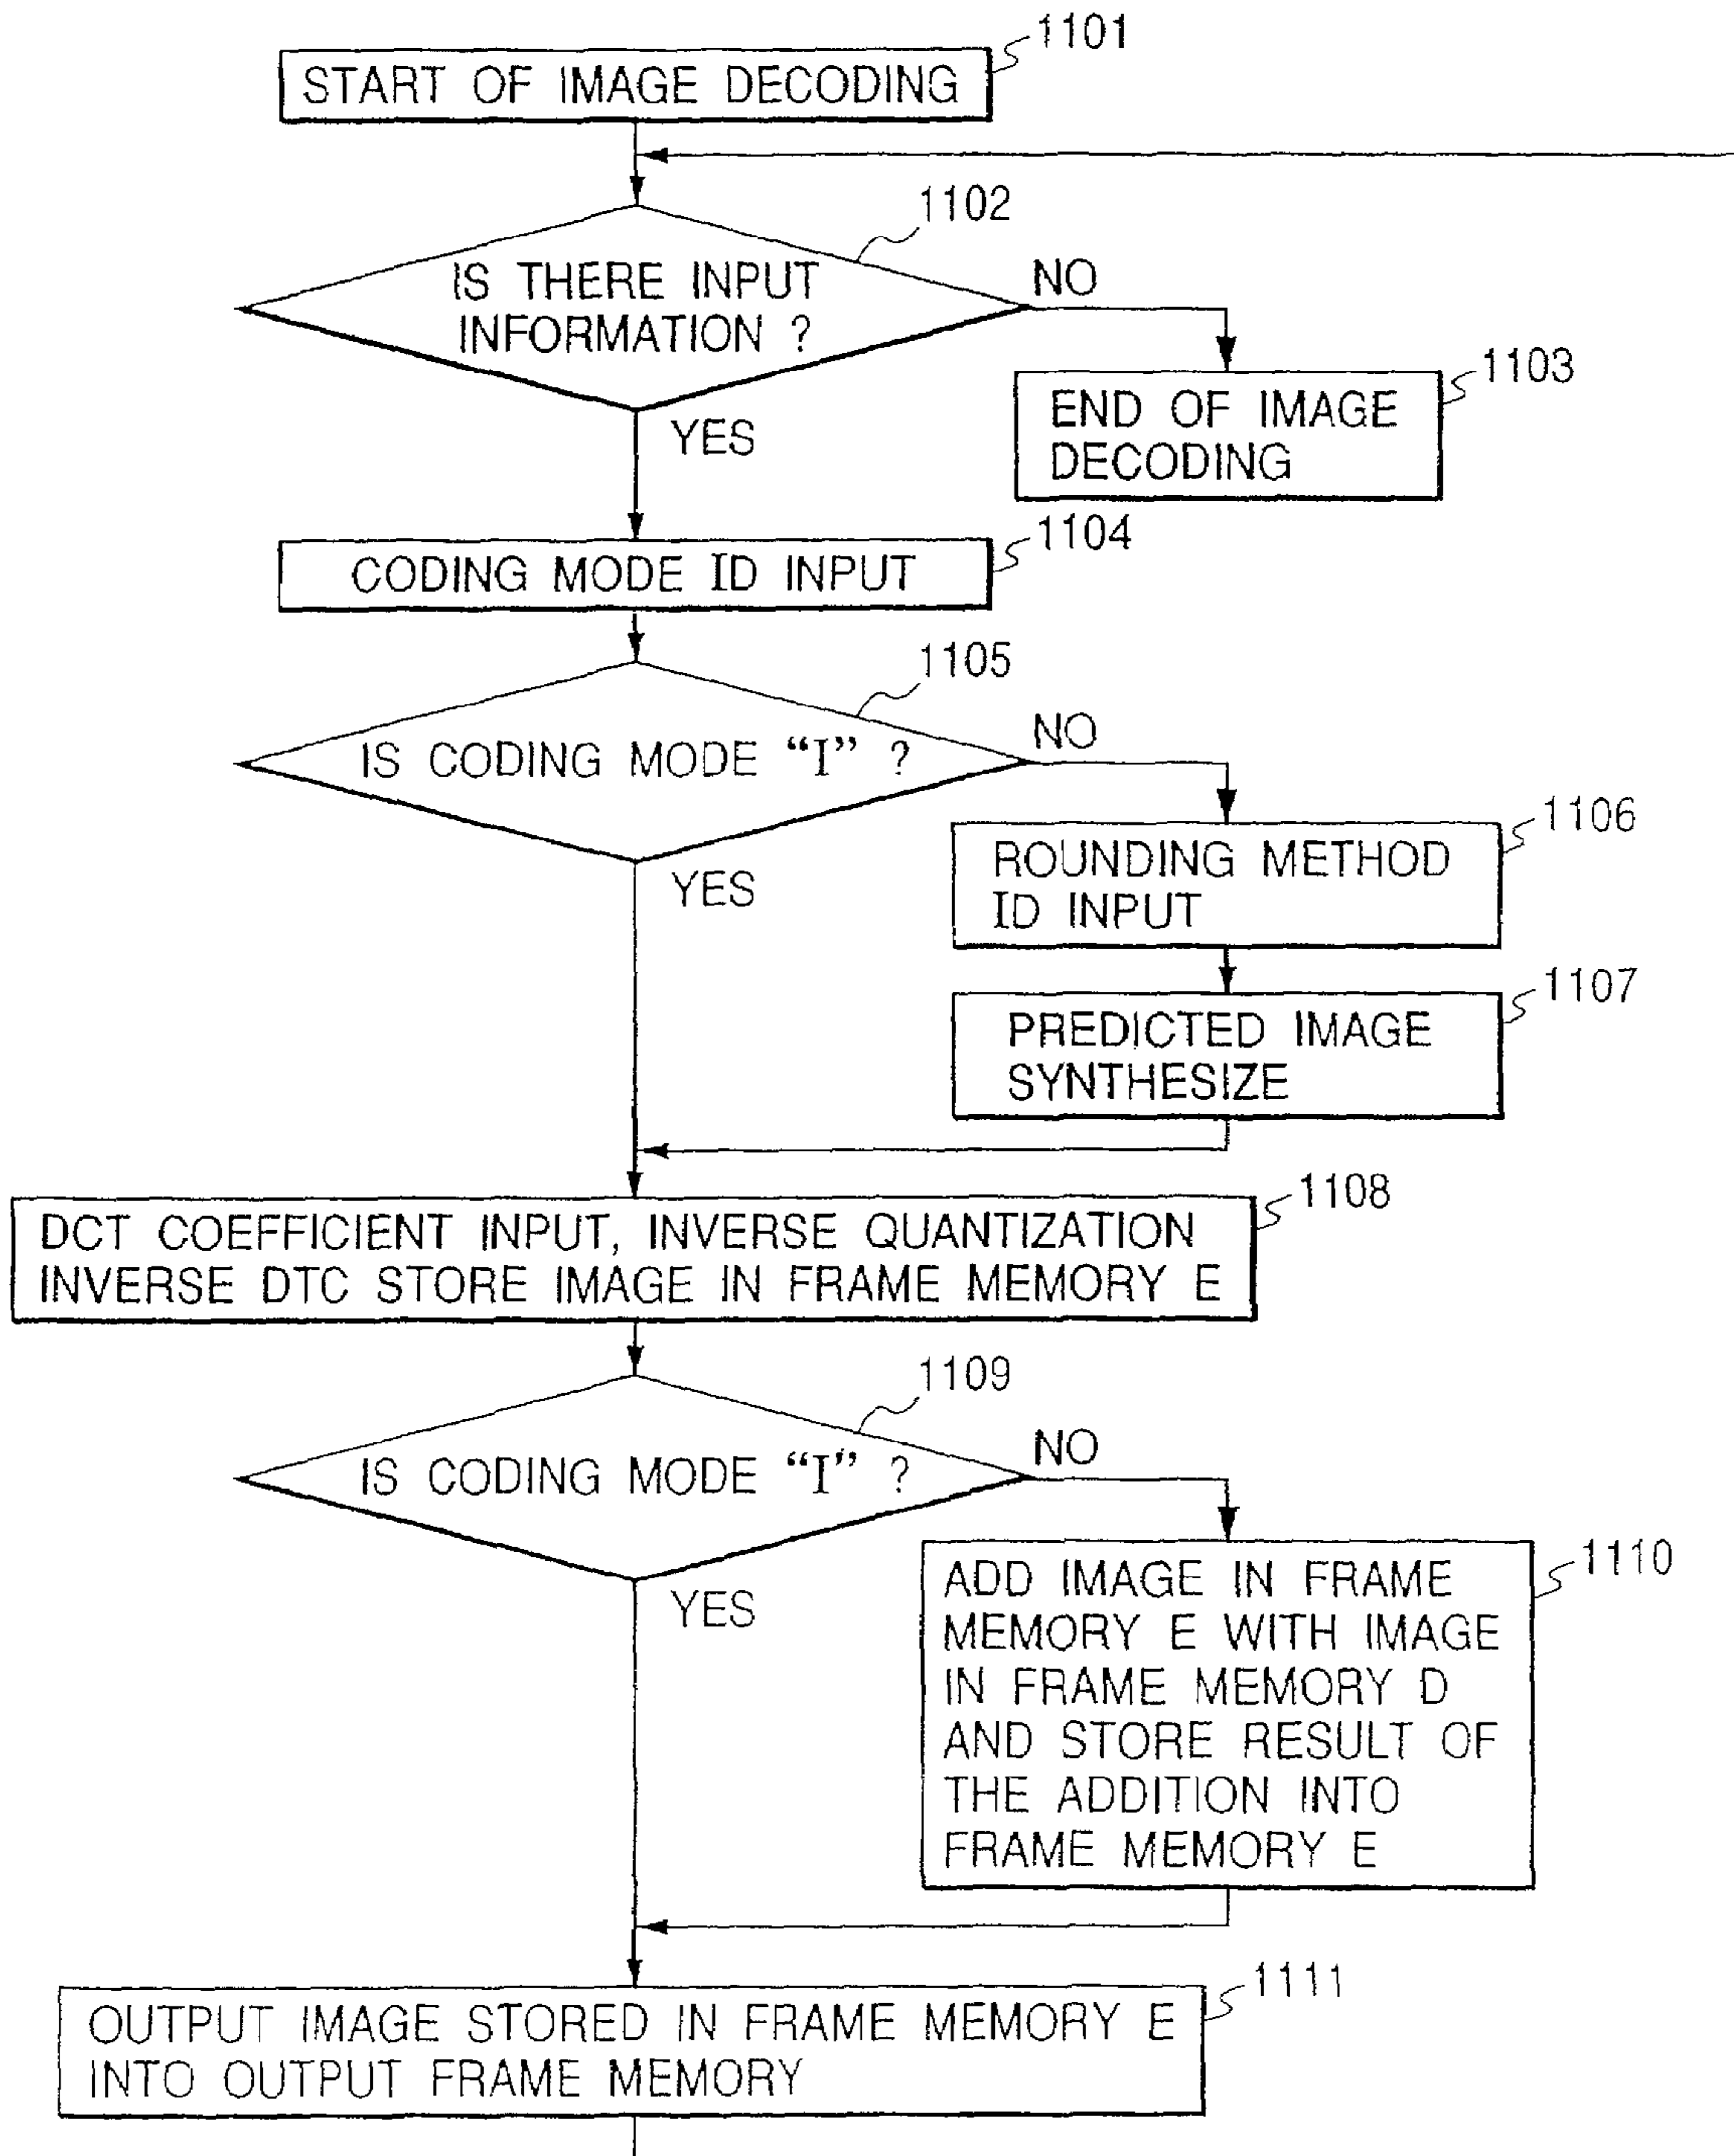 1101
START OF IMAGE DECODING
1102
IS THERE INPUT
INFORMATION ?
NO
YES
1103
END OF IMAGE
DECODING
1104
CODING MODE ID INPUT
1105
IS CODING MODE “I” ?
NO
YES
1106
ROUNDING METHOD
ID INPUT
1107
PREDICTED IMAGE
SYNTHESIZE
1108
DCT COEFFICIENT INPUT, INVERSE QUANTIZATION
INVERSE DTC STORE IMAGE IN FRAME MEMORY E
1109
IS CODING MODE “I” ?
NO
YES
1110
ADD IMAGE IN FRAME
MEMORY E WITH IMAGE
IN FRAME MEMORY D
AND STORE RESULT OF
THE ADDITION INTO
FRAME MEMORY E
1111
OUTPUT IMAGE STORED IN FRAME MEMORY E
INTO OUTPUT FRAME MEMORY